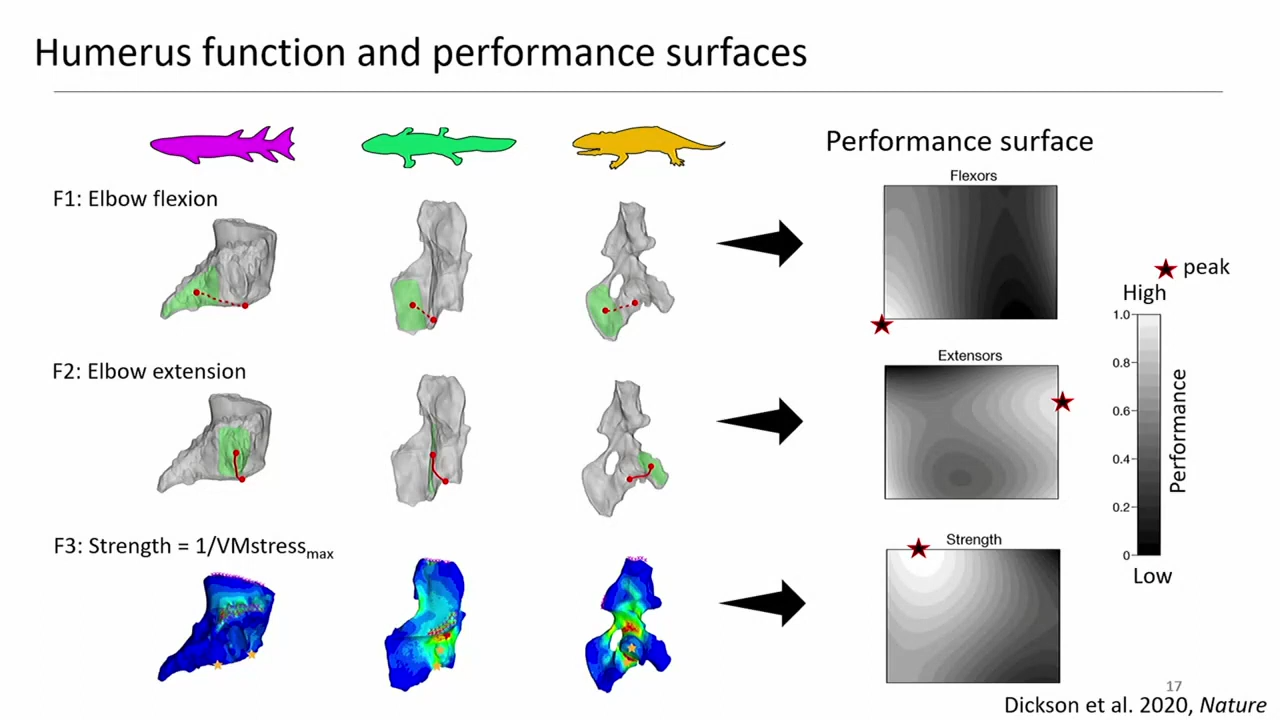 Humerus function and performance surfaces
Performance surface
F1: Elbow flexion
Flexors
peak
High
F2: Elbow extension
Extensors
1.0
0.8
0.6
0.4
0.2
0
Performance
Low
F3: Strength = 1/VMstressmax
Strength
17
Dickson et al. 2020, Nature